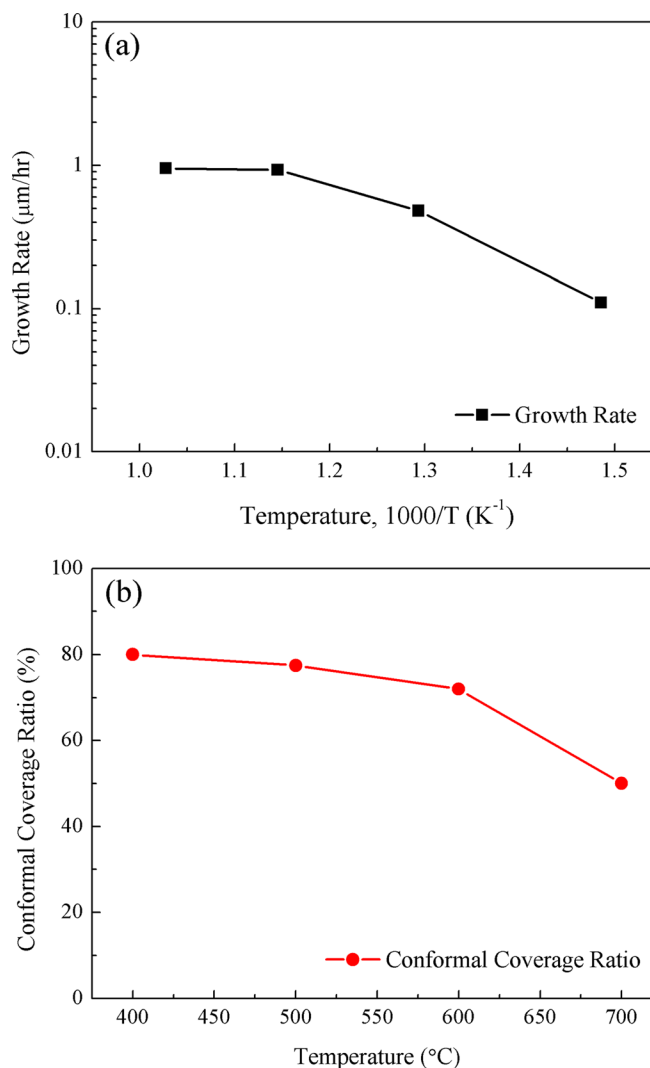 (a)
10
1
0.1
0.01
Growth Rate (μm/hr)
Growth Rate
1.0 1.1 1.2 1.3 1.4 1.5
Temperature, 1000/T (K⁻¹)
(b)
100
80
60
40
20
0
Conformal Coverage Ratio (%)
Conformal Coverage Ratio
400 450 500 550 600 650 700
Temperature (°C)